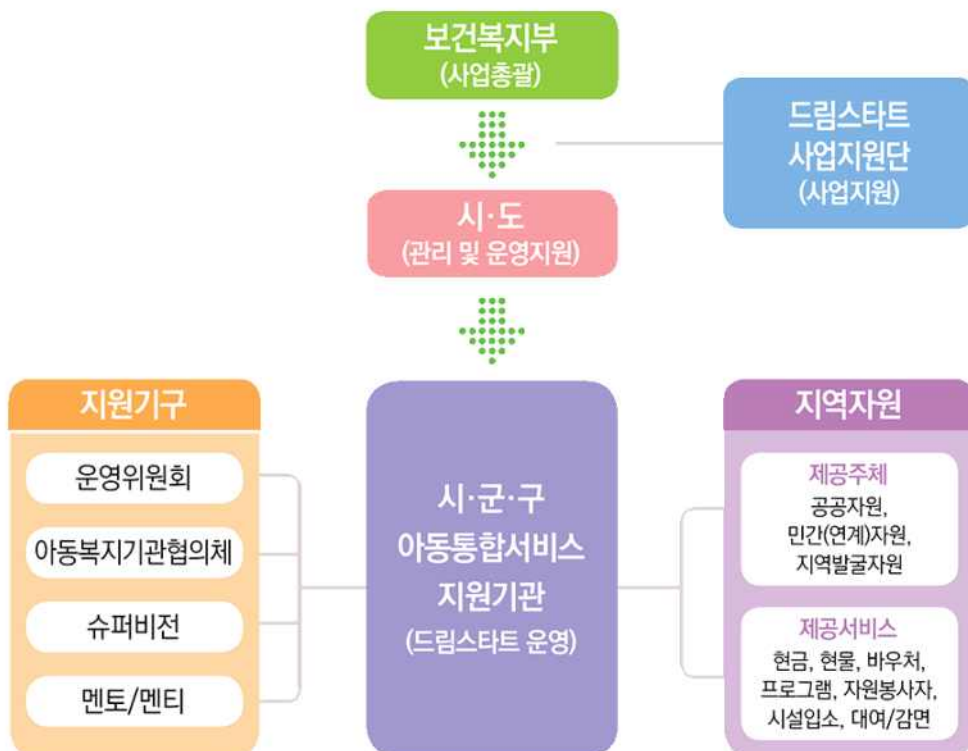 보건복지부
(사업총괄)
드림스타트
사업지원단
(사업지원)
시·도
(관리 및 운영지원)
지원기구
운영위원회
아동복지기관협의체
슈퍼비전
멘토/멘티
시·군·구
아동통합서비스
지원기관
(드림스타트 운영)
지역자원
제공주체
공공자원,
민간(연계)자원,
지역발굴자원
제공서비스
현금, 현물, 바우처,
프로그램, 자원봉사자,
시설입소, 대여/감면